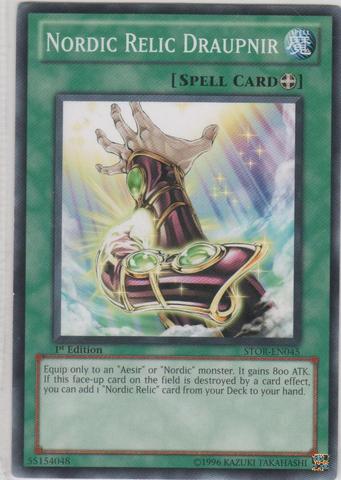 NORDIC RELIC DRAUPNIR
魔
[SPELL CARD]
1st Edition
STOR-EN045
Equip only to an "Aesir" or "Nordic" monster. It gains 800 ATK.
If this face-up card on the field is destroyed by a card effect,
you can add 1 "Nordic Relic" card from your Deck to your hand.
55154048
©1996 KAZUKI TAKAHASHI